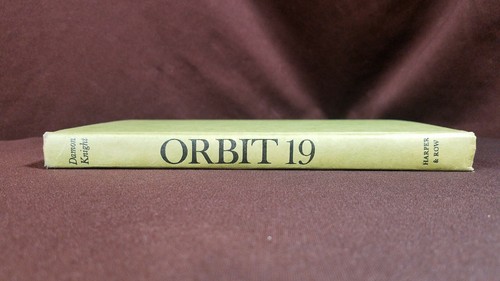 Damon
Knight
ORBIT 19
HARPER
& ROW